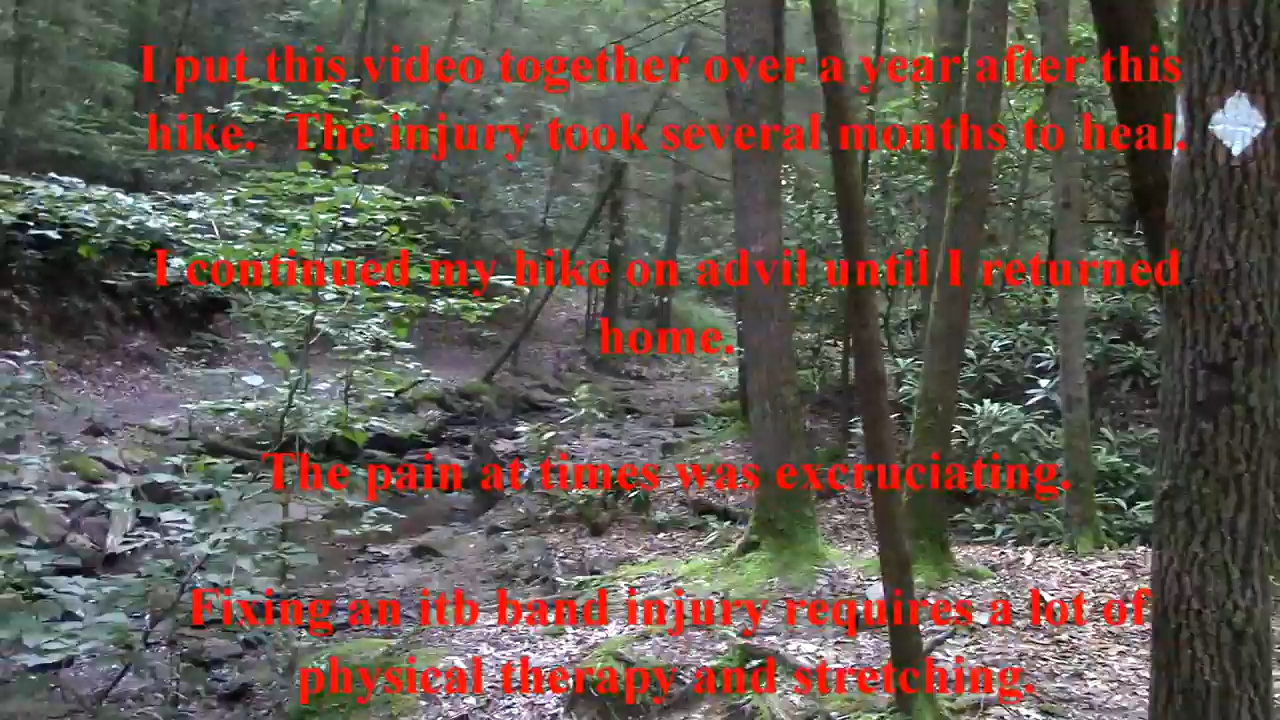 I put this video together over a year after this
hike. The injury took several months to heal.
I continued my hike on advil until I returned
home.
The pain at times was excruciating.
Fixing an itb band injury requires a lot of
physical therapy and stretching.